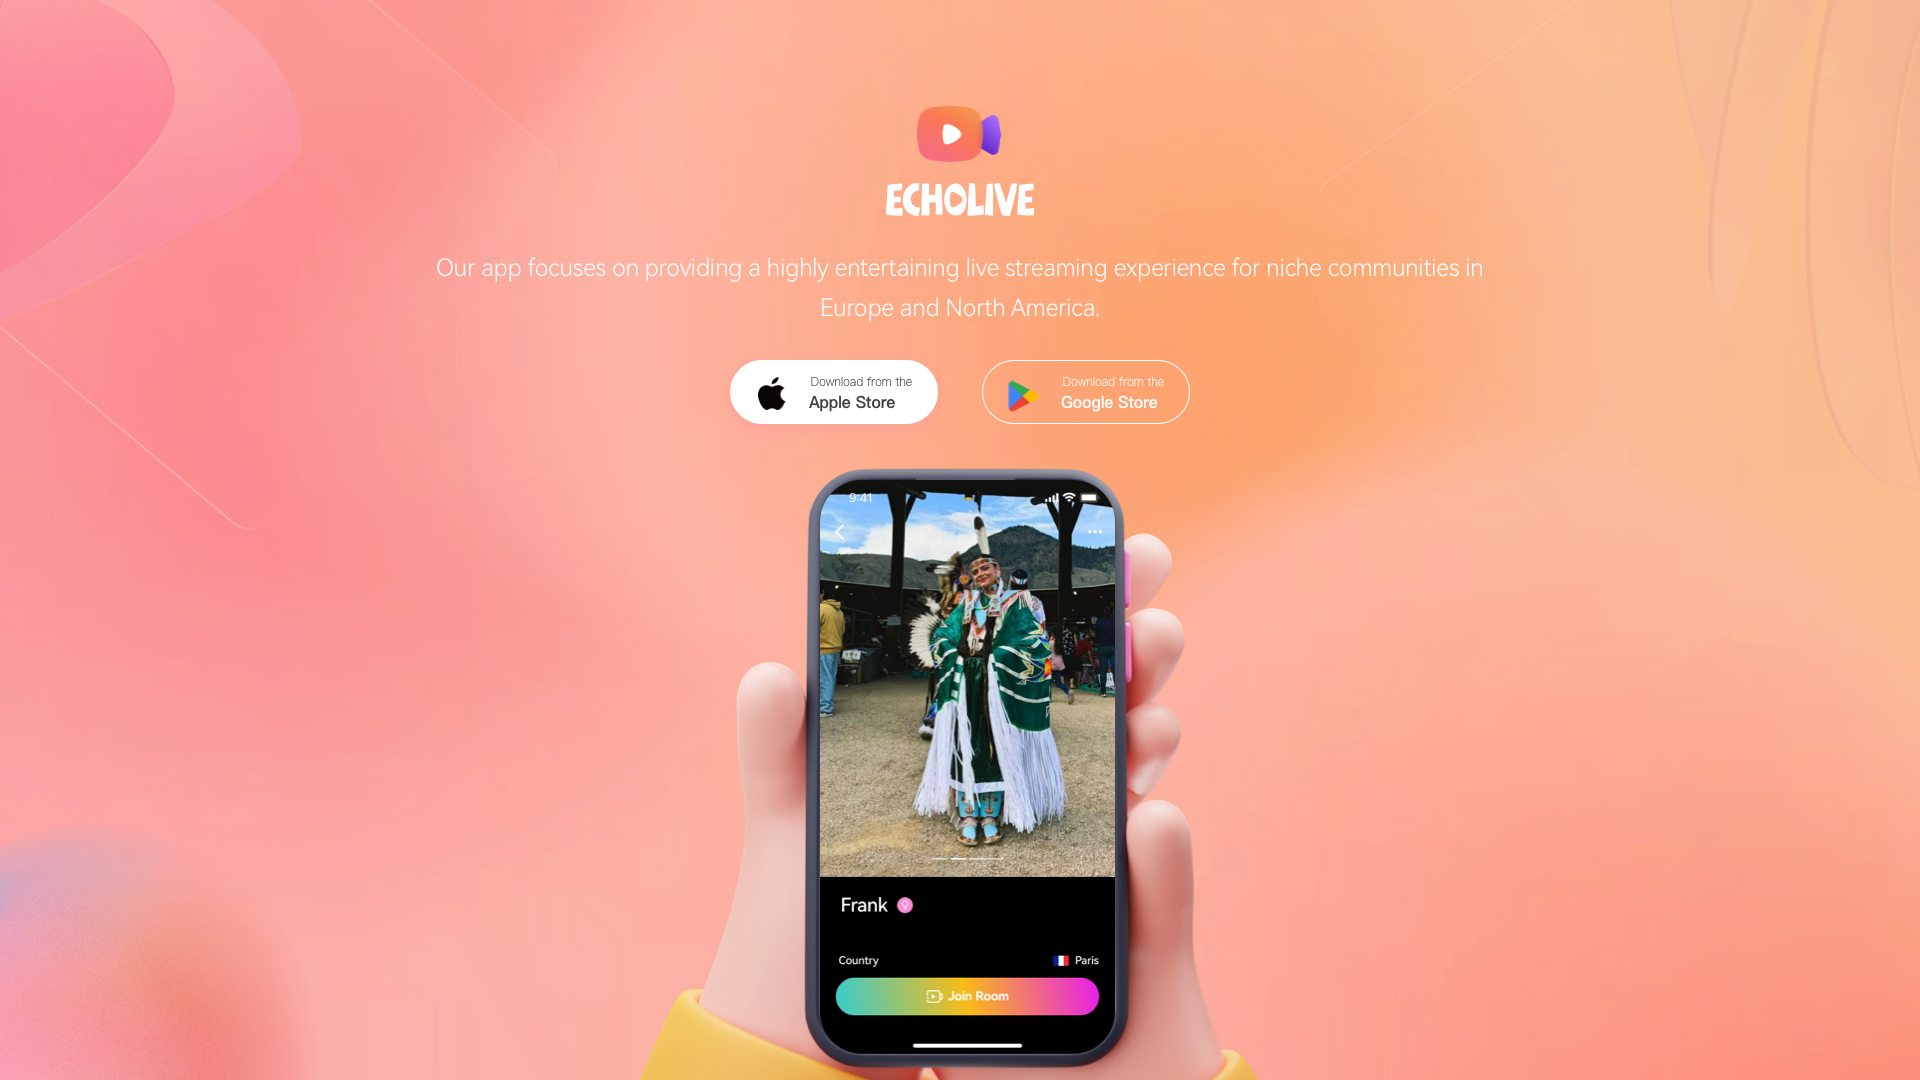 ECHOLIVE
Our app focuses on providing a highly entertaining live streaming experience for niche communities in
Europe and North America.
Download from the
Apple Store
Download from the
Google Store
9:41
Frank
Country
Paris
Join Room